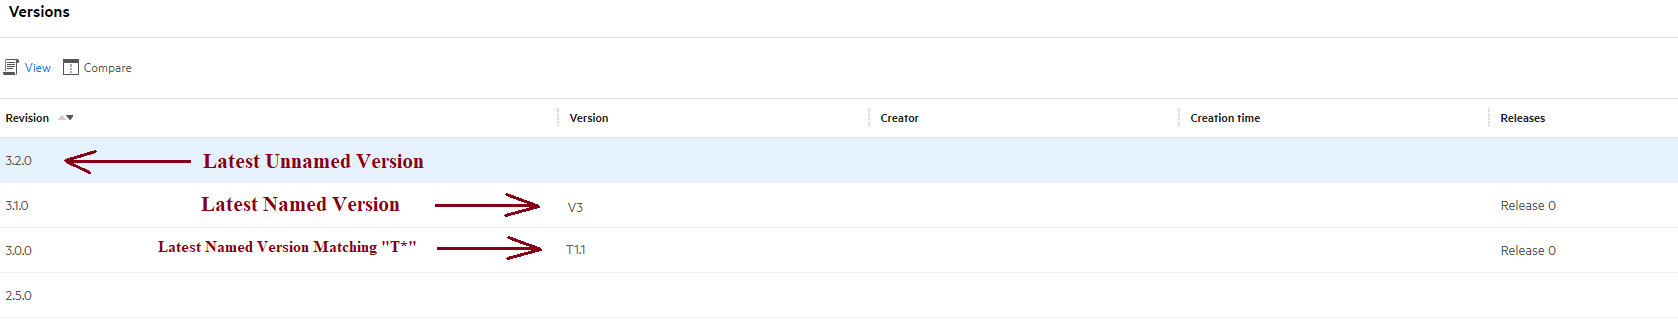 Versions
View Compare
Revision Version Creator Creation time Releases
3.2.0 Latest Unnamed Version
3.1.0 Latest Named Version V3 Release 0
3.0.0 Latest Named Version Matching "T*" T1.1 Release 0
2.5.0